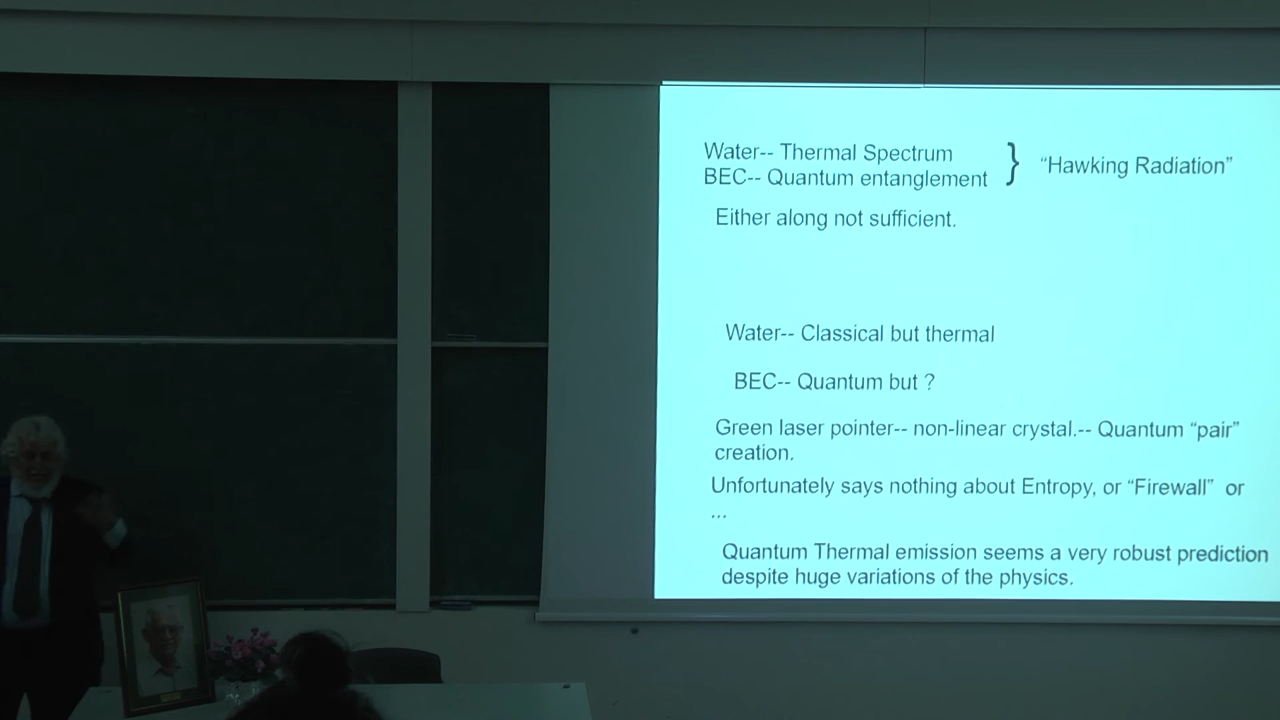 Water-- Thermal Spectrum
BEC-- Quantum entanglement } “Hawking Radiation”
Either along not sufficient.
Water-- Classical but thermal
BEC-- Quantum but ?
Green laser pointer-- non-linear crystal.-- Quantum “pair”
creation.
Unfortunately says nothing about Entropy, or “Firewall” or
...
Quantum Thermal emission seems a very robust prediction
despite huge variations of the physics.